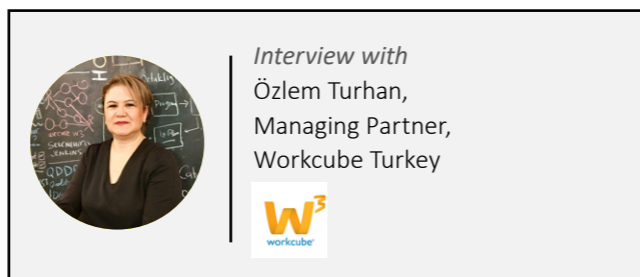 Interview with
Özlem Turhan,
Managing Partner,
Workcube Turkey
W3
workcube